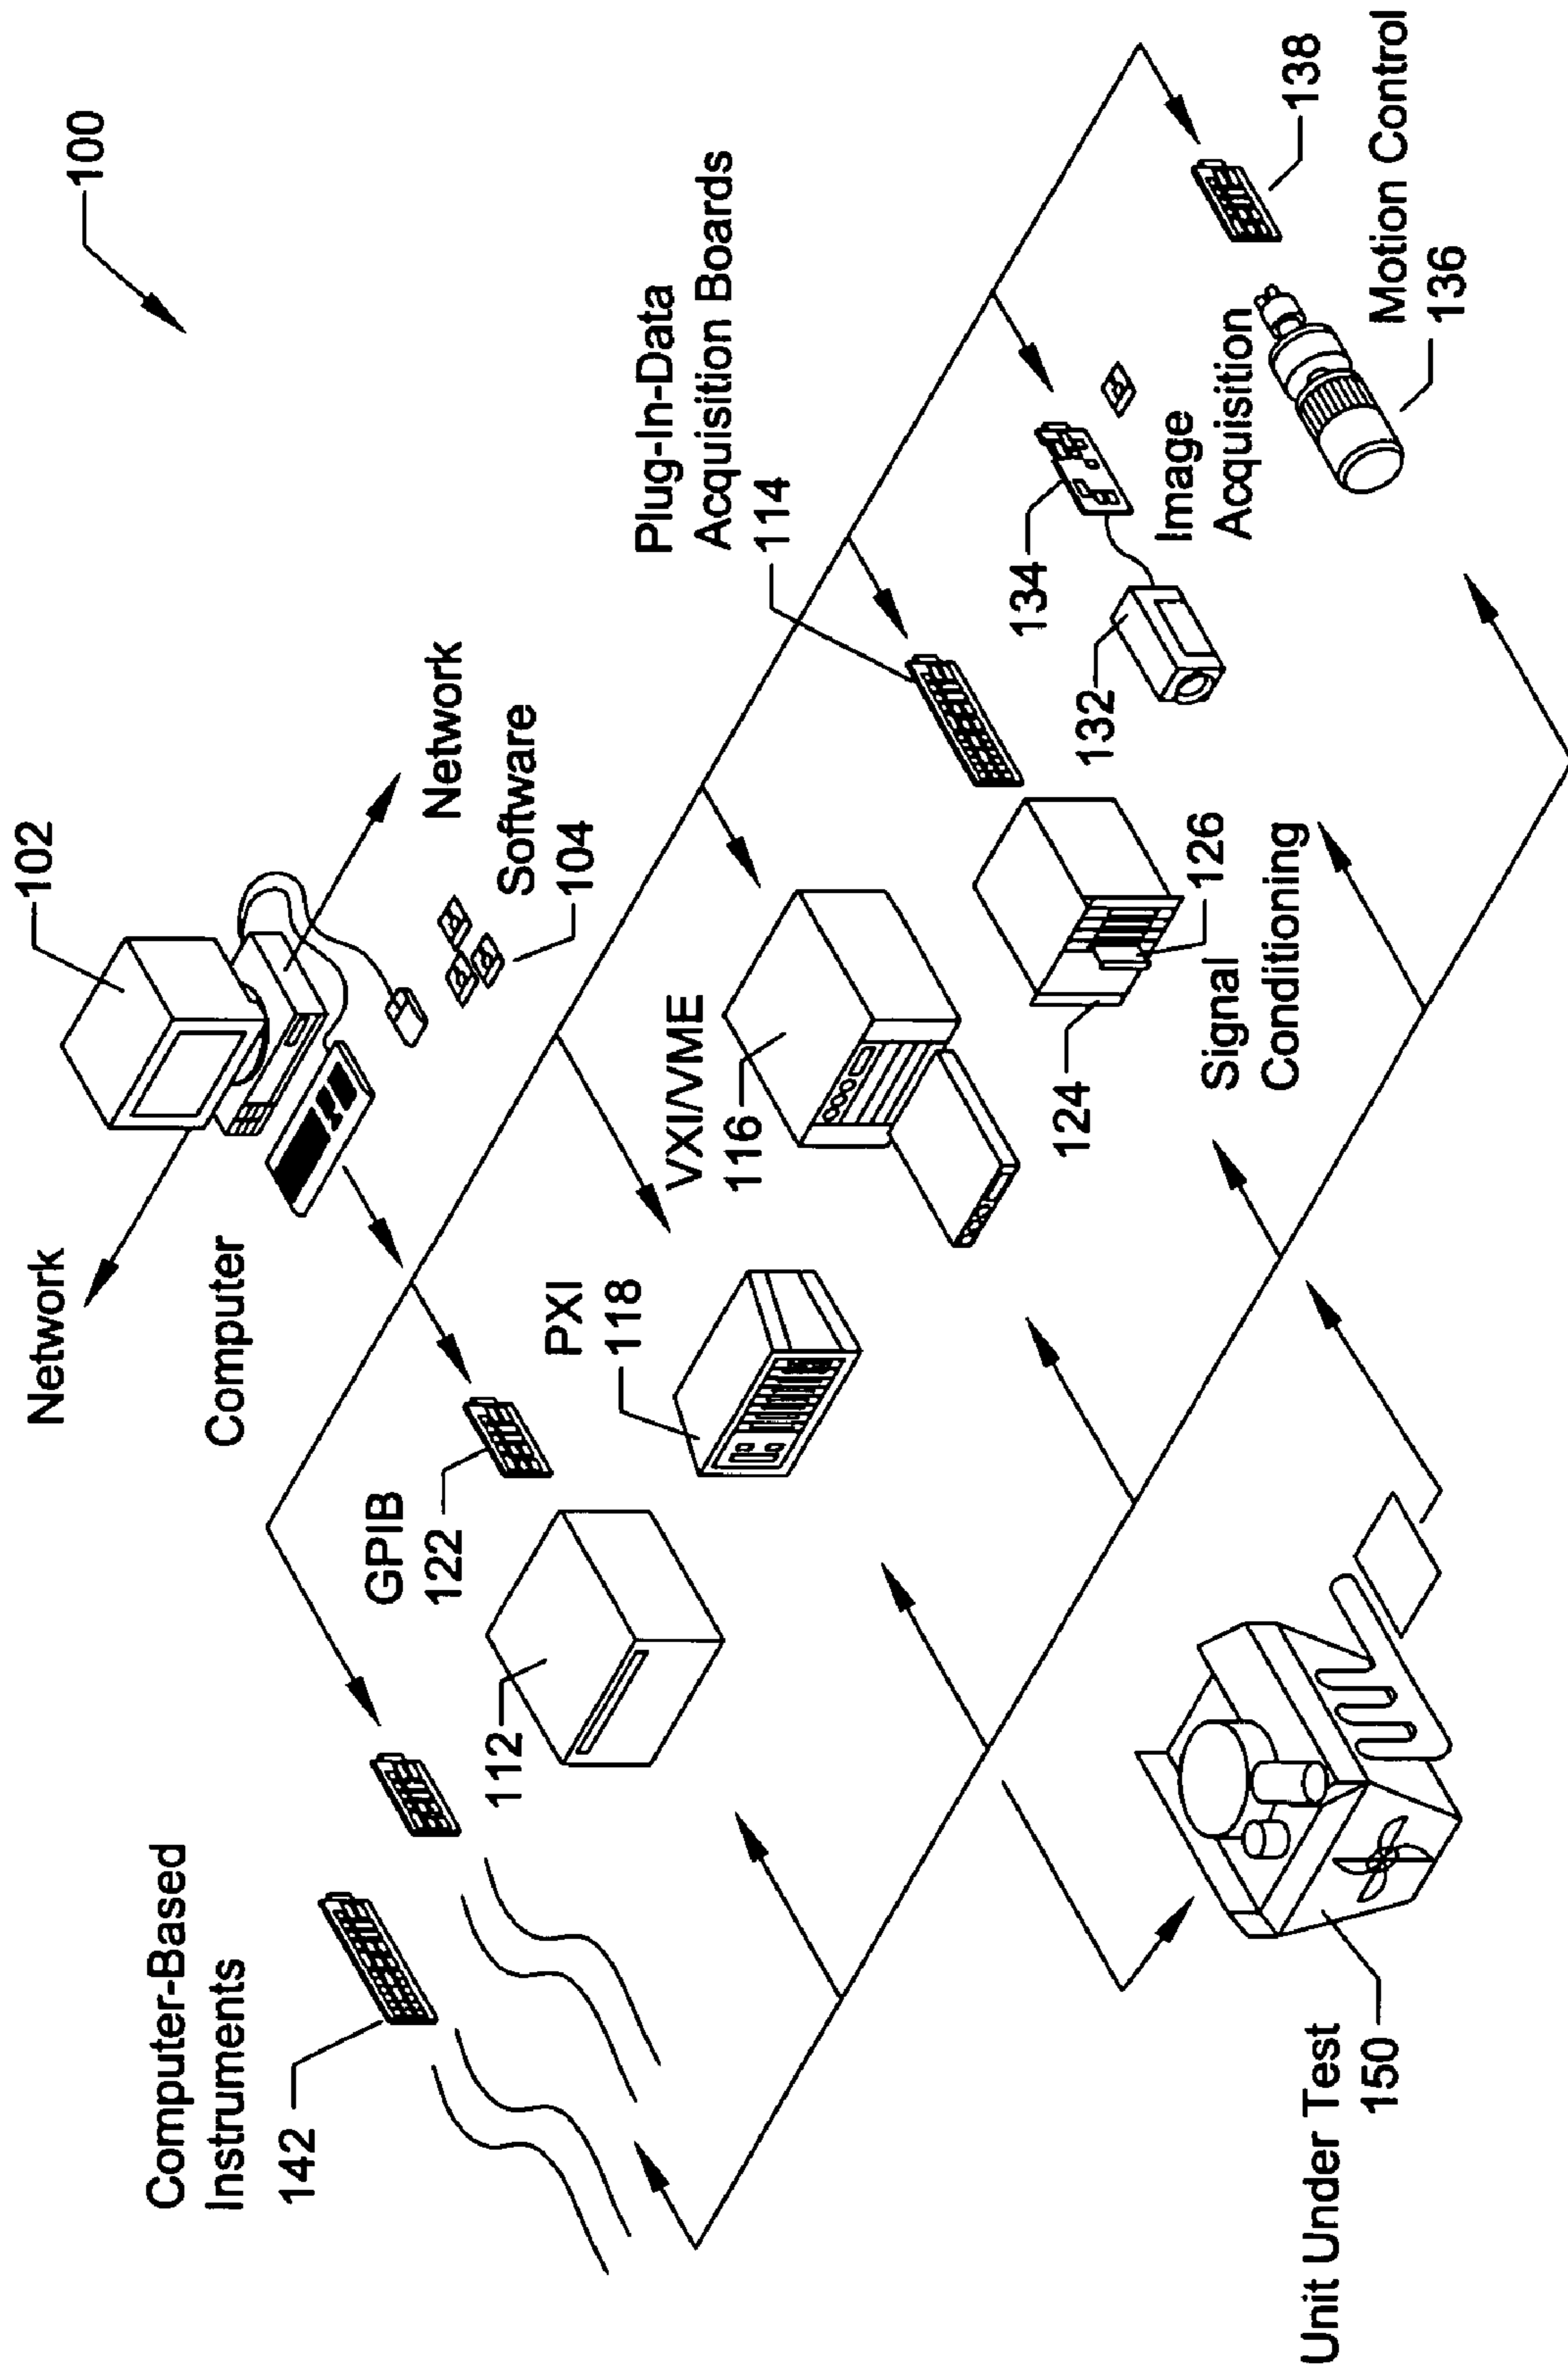 100
102
Network
Network
Computer
Software
104
Plug-In-Data
Acquisition Boards
114
GPIB
122
PXI
118
VXI/VME
116
Computer-Based
Instruments
142
112
134
132
Image
Acquisition
138
Motion Control
136
124
126
Signal
Conditioning
Unit Under Test
150